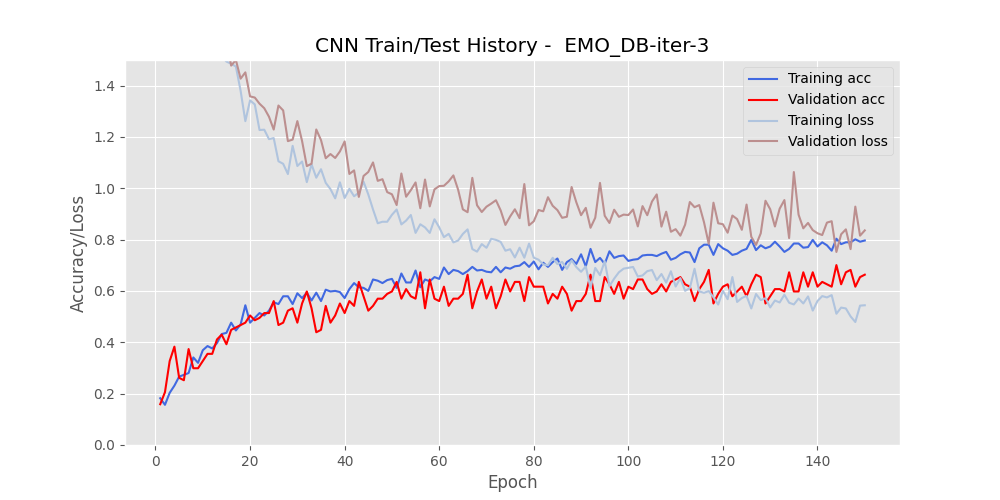 CNN Train/Test History -  EMO_DB-iter-3
1.4
1.2
1.0
0.8
0.6
0.4
0.2
0.0
Accuracy/Loss
Training acc
Validation acc
Training loss
Validation loss
0 20 40 60 80 100 120 140
Epoch